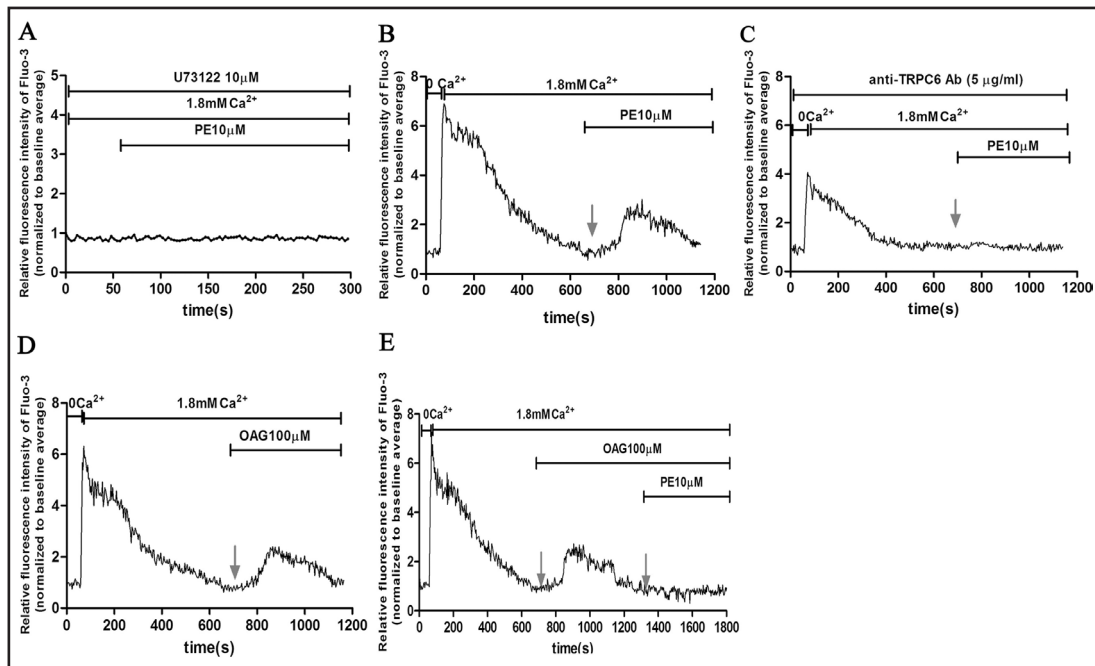 A
Relative fluorescence intensity of Fluo-3
(normalized to baseline average)
5
4
3
2
1
0
U73122 10µM
1.8mM Ca²⁺
PE10µM
0 50 100 150 200 250 300
time(s)
B
Relative fluorescence intensity of Fluo-3
(normalized to baseline average)
8
6
4
2
0
0 Ca²⁺
1.8mM Ca²⁺
PE10µM
0 200 400 600 800 1000 1200
time(s)
C
Relative fluorescence intensity of Fluo-3
(normalized to baseline average)
8
6
4
2
0
anti-TRPC6 Ab (5 µg/ml)
0Ca²⁺
1.8mM Ca²⁺
PE10µM
0 200 400 600 800 1000 1200
time(s)
D
Relative fluorescence intensity of Fluo-3
(normalized to baseline average)
8
6
4
2
0
0Ca²⁺
1.8mM Ca²⁺
OAG100µM
0 200 400 600 800 1000 1200
time(s)
E
Relative fluorescence intensity of Fluo-3
(normalized to baseline average)
8
6
4
2
0
0Ca²⁺
1.8mM Ca²⁺
OAG100µM
PE10µM
0 200 400 600 800 1000 1200 1400 1600 1800
time(s)